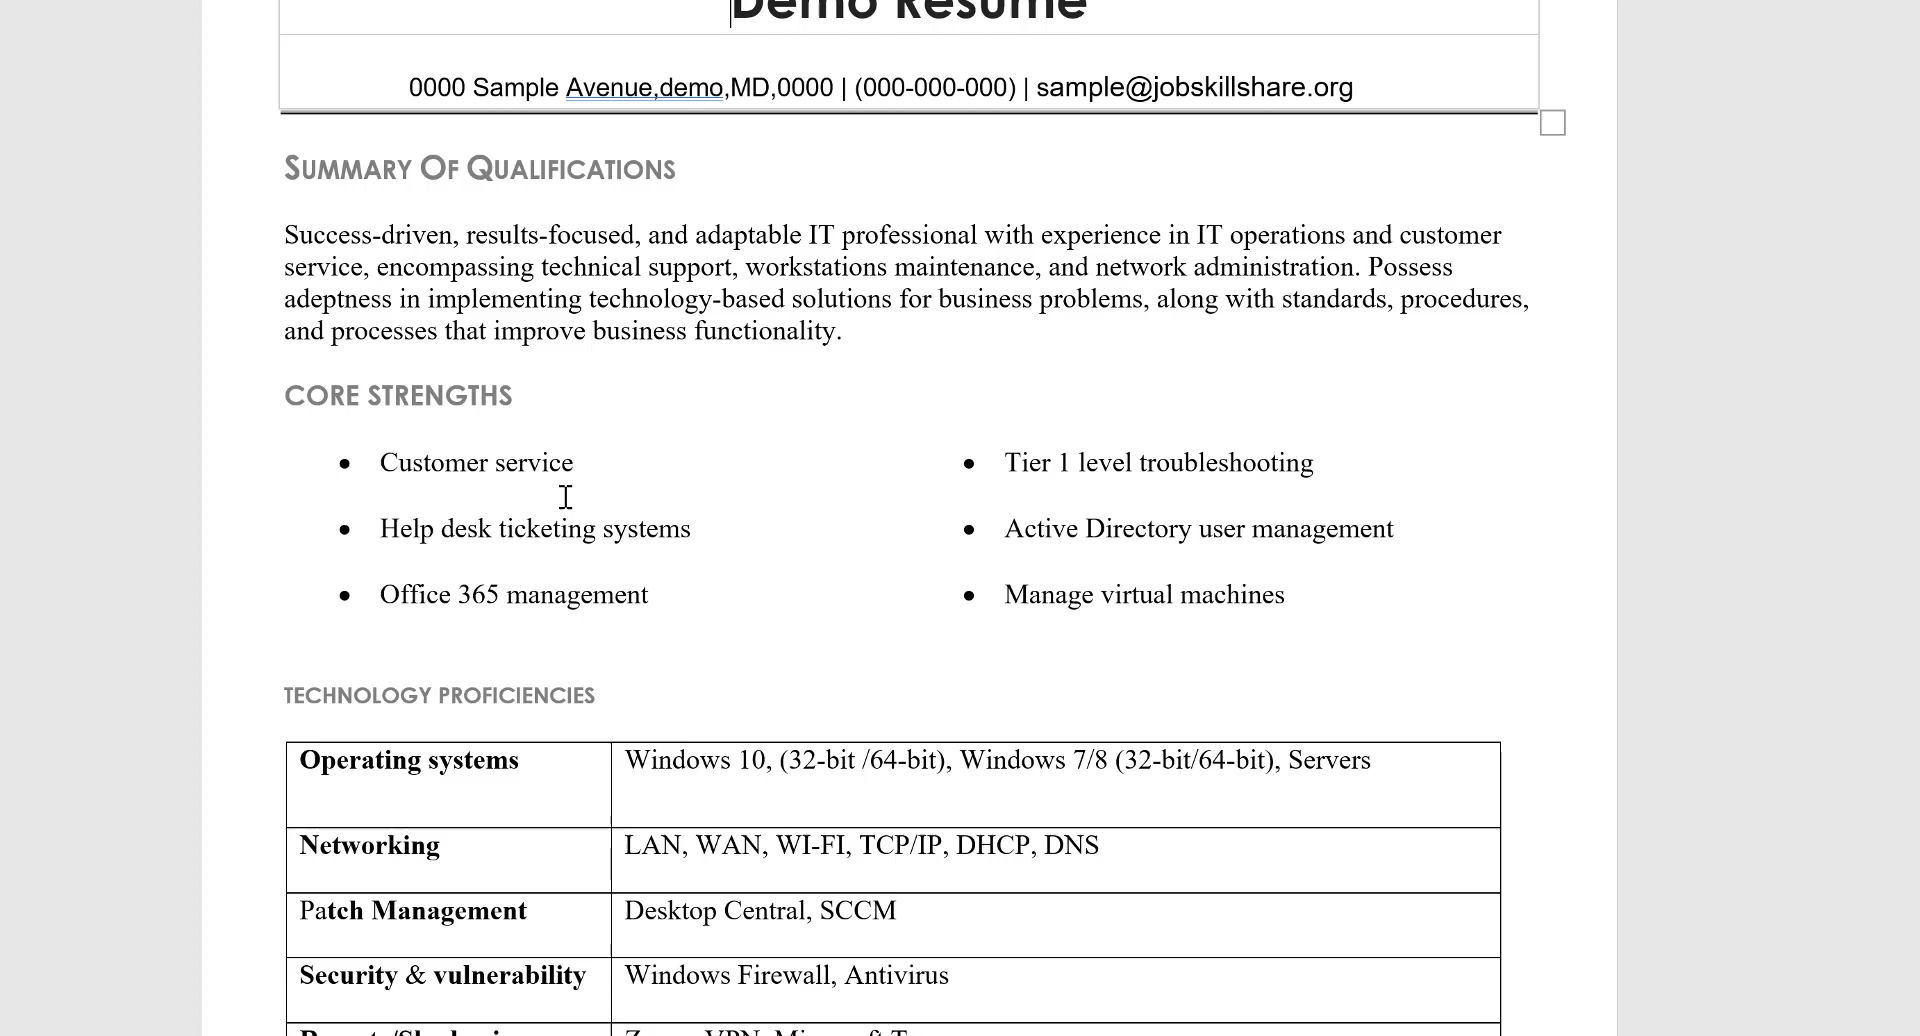 Demo Resume
0000 Sample Avenue,demo,MD,0000 | (000-000-000) | sample@jobskillshare.org
SUMMARY OF QUALIFICATIONS
Success-driven, results-focused, and adaptable IT professional with experience in IT operations and customer
service, encompassing technical support, workstations maintenance, and network administration. Possess
adeptness in implementing technology-based solutions for business problems, along with standards, procedures,
and processes that improve business functionality.
CORE STRENGTHS
• Customer service
• Tier 1 level troubleshooting
• Help desk ticketing systems
• Active Directory user management
• Office 365 management
• Manage virtual machines
TECHNOLOGY PROFICIENCIES
Operating systems
Windows 10, (32-bit /64-bit), Windows 7/8 (32-bit/64-bit), Servers
Networking
LAN, WAN, WI-FI, TCP/IP, DHCP, DNS
Patch Management
Desktop Central, SCCM
Security & vulnerability
Windows Firewall, Antivirus